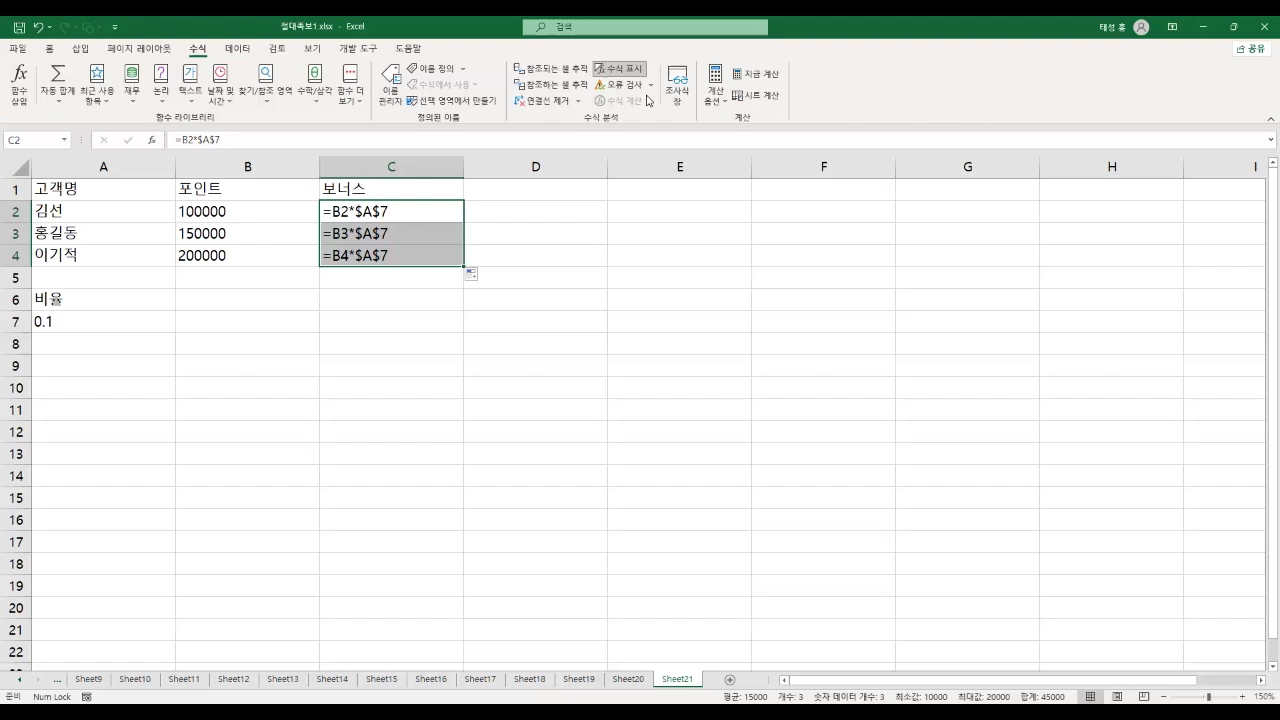 절대족보1.xlsx - Excel
검색
태성 홍
파일 홈 삽입 페이지 레이아웃 수식 데이터 검토 보기 개발 도구 도움말
공유
함수 삽입
자동 합계
최근 사용 항목
재무
논리
텍스트
날짜 및 시간
찾기/참조 영역
수학/삼각
함수 더 보기
함수 라이브러리
이름 관리자
이름 정의
수식에서 사용
선택 영역에서 만들기
정의된 이름
참조되는 셀 추적
참조하는 셀 추적
연결선 제거
수식 표시
오류 검사
수식 계산
조사식 창
수식 분석
계산 옵션
지금 계산
시트 계산
계산
C2
fx
=B2*$A$7
A B C D E F G H I
1 고객명 포인트 보너스
2 김선 100000 =B2*$A$7
3 홍길동 150000 =B3*$A$7
4 이기적 200000 =B4*$A$7
5
6 비율
7 0.1
8
9
10
11
12
13
14
15
16
17
18
19
20
21
22
... Sheet9 Sheet10 Sheet11 Sheet12 Sheet13 Sheet14 Sheet15 Sheet16 Sheet17 Sheet18 Sheet19 Sheet20 Sheet21
준비 Num Lock 평균: 15000 개수: 3 숫자 데이터 개수: 3 최소값: 10000 최대값: 20000 합계: 45000 150%